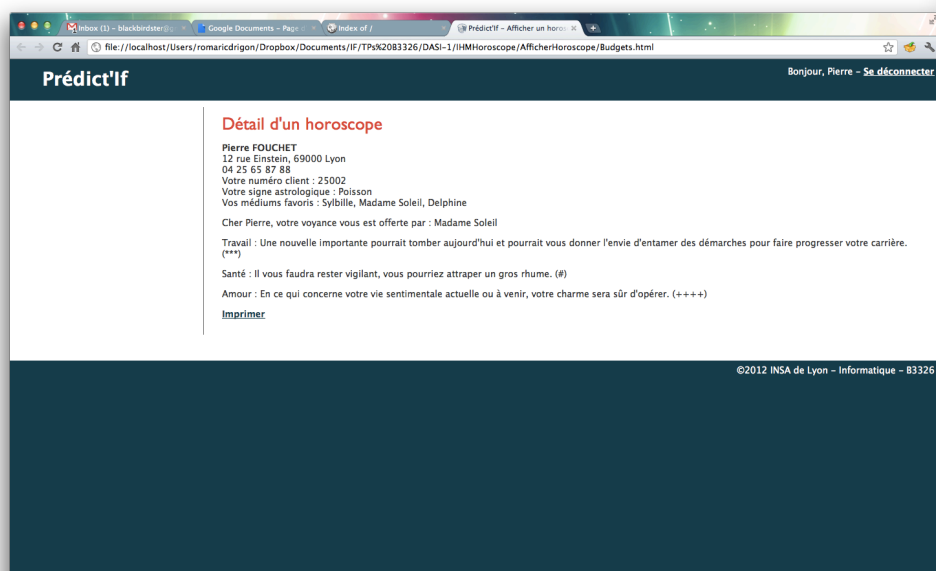 Inbox (1) – blackbirdster@g
Google Documents – Page d
Index of /
Prédict'If – Afficher un horos
file://localhost/Users/romaricdrigon/Dropbox/Documents/IF/TPs%20B3326/DASI-1/IHMHoroscope/AfficherHoroscope/Budgets.html
Prédict'If
Bonjour, Pierre – Se déconnecter
Détail d'un horoscope
Pierre FOUCHET
12 rue Einstein, 69000 Lyon
04 25 65 87 88
Votre numéro client : 25002
Votre signe astrologique : Poisson
Vos médiums favoris : Sylbille, Madame Soleil, Delphine
Cher Pierre, votre voyance vous est offerte par : Madame Soleil
Travail : Une nouvelle importante pourrait tomber aujourd'hui et pourrait vous donner l'envie d'entamer des démarches pour faire progresser votre carrière.
(***)
Santé : Il vous faudra rester vigilant, vous pourriez attraper un gros rhume. (#)
Amour : En ce qui concerne votre vie sentimentale actuelle ou à venir, votre charme sera sûr d'opérer. (++++)
Imprimer
©2012 INSA de Lyon – Informatique – B3326